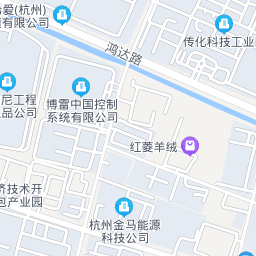 爱(杭州)
有限公司
鸿达路
传化科技工业
尼工程
品公司
博雷中国控制
系统有限公司
红菱羊绒
济技术开
包产业园
杭州金马能源
科技公司